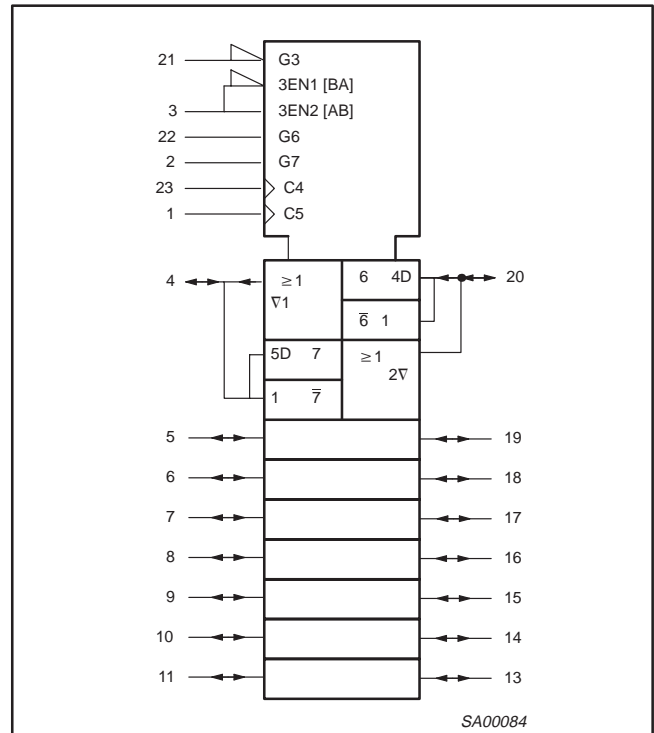 21 G3
3EN1 [BA]
3 3EN2 [AB]
22 G6
2 G7
23 C4
1 C5
4 ≥1 6 4D 20
∇1
6̅ 1
5D 7 ≥1
2∇
1 7̅
5 19
6 18
7 17
8 16
9 15
10 14
11 13
SA00084